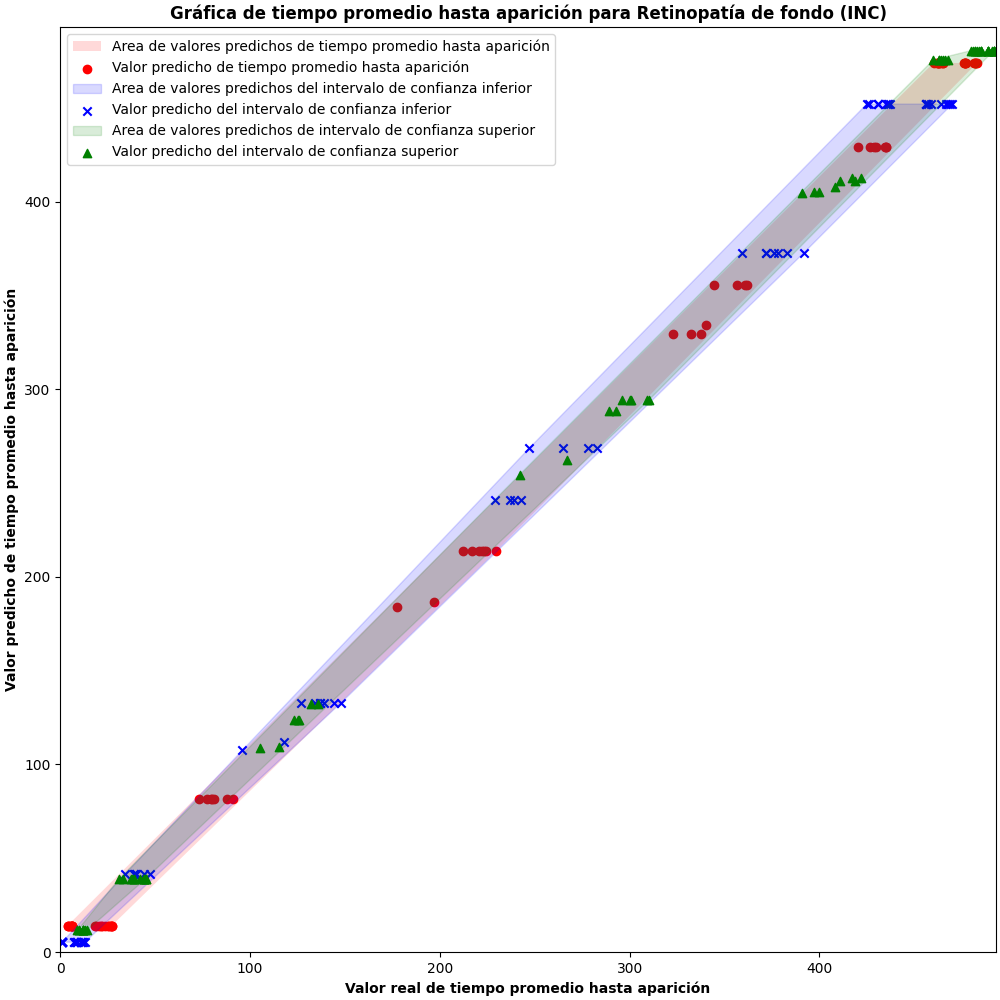 Gráfica de tiempo promedio hasta aparición para Retinopatía de fondo (INC)
Area de valores predichos de tiempo promedio hasta aparición
Valor predicho de tiempo promedio hasta aparición
Area de valores predichos del intervalo de confianza inferior
Valor predicho del intervalo de confianza inferior
Area de valores predichos de intervalo de confianza superior
Valor predicho del intervalo de confianza superior
Valor predicho de tiempo promedio hasta aparición
400
300
200
100
0
0 100 200 300 400
Valor real de tiempo promedio hasta aparición